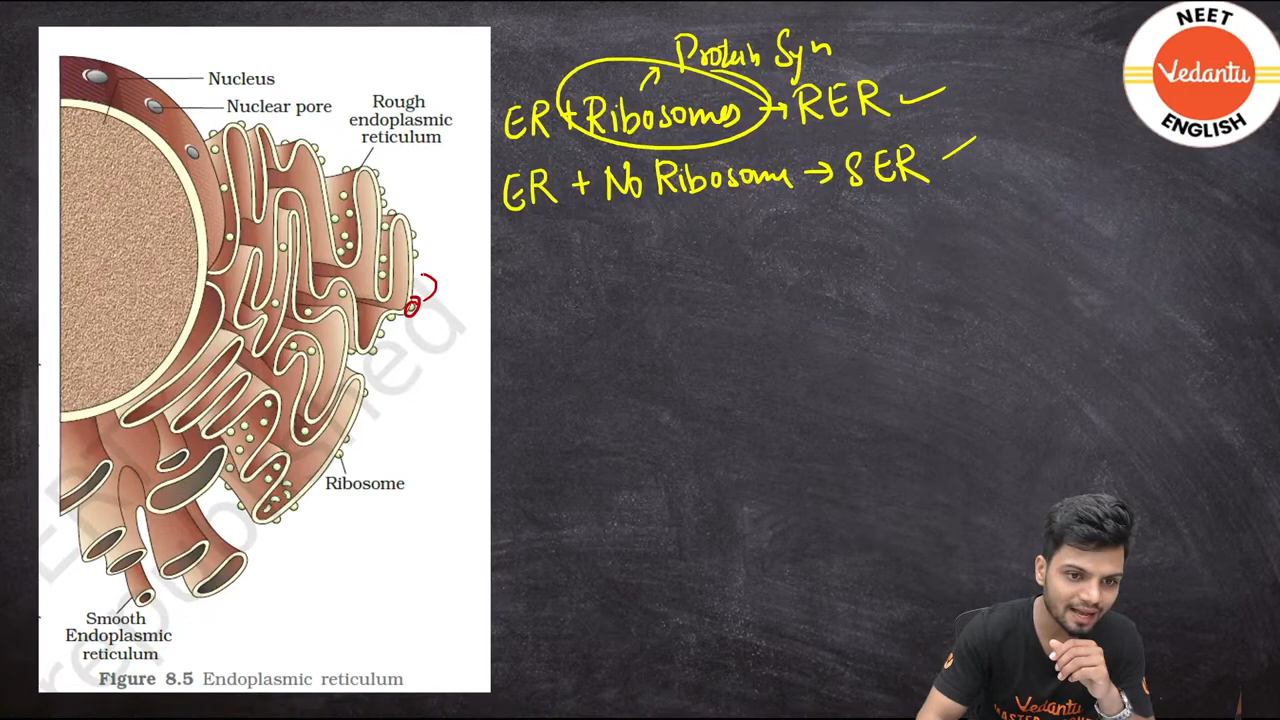 Nucleus
Nuclear pore
Rough
endoplasmic
reticulum
Ribosome
Smooth
Endoplasmic
reticulum
Figure 8.5 Endoplasmic reticulum
Protein Syn
ER + Ribosomes → RER ✓
ER + No Ribosome → SER
NEET
Vedantu
ENGLISH
Vedantu